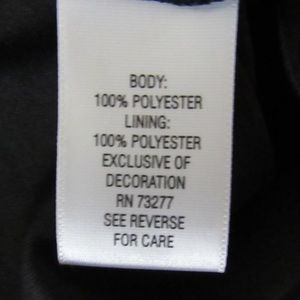 BODY:
100% POLYESTER
LINING:
100% POLYESTER
EXCLUSIVE OF
DECORATION
RN 73277
SEE REVERSE
FOR CARE